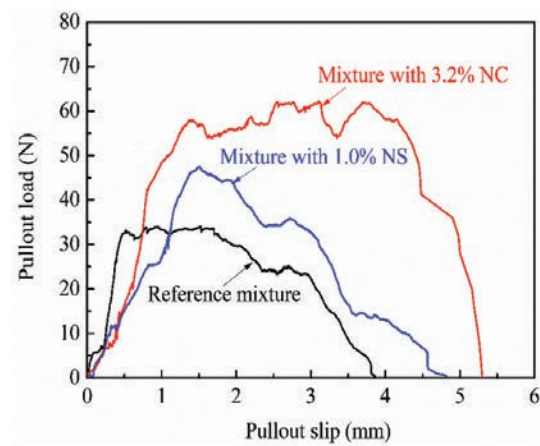 80
70
60
50
40
30
20
10
0
Pullout load (N)
Mixture with 3.2% NC
Mixture with 1.0% NS
Reference mixture
0 1 2 3 4 5 6
Pullout slip (mm)